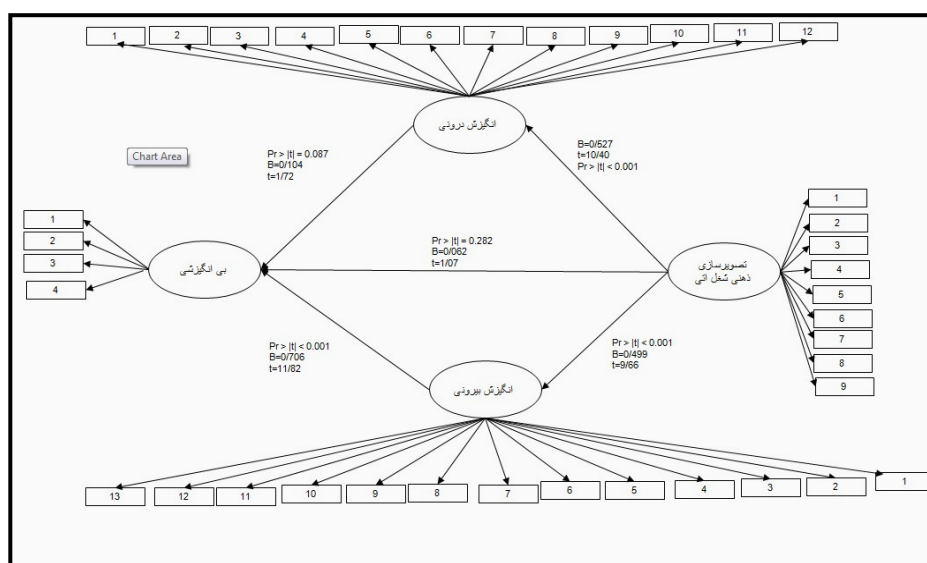 1 2 3 4 5 6 7 8 9 10 11 12
انگیزش درونی
Chart Area
Pr > |t| = 0.087
B=0/104
t=1/72
B=0/527
t=10/40
Pr > |t| < 0.001
1
2
3
4
بی انگیزشی
Pr > |t| = 0.282
B=0/062
t=1/07
تصویرسازی
ذهنی شغل اتی
1
2
3
4
5
6
7
8
9
Pr > |t| < 0.001
B=0/706
t=11/82
Pr > |t| < 0.001
B=0/499
t=9/66
انگیزش بیرونی
13 12 11 10 9 8 7 6 5 4 3 2 1